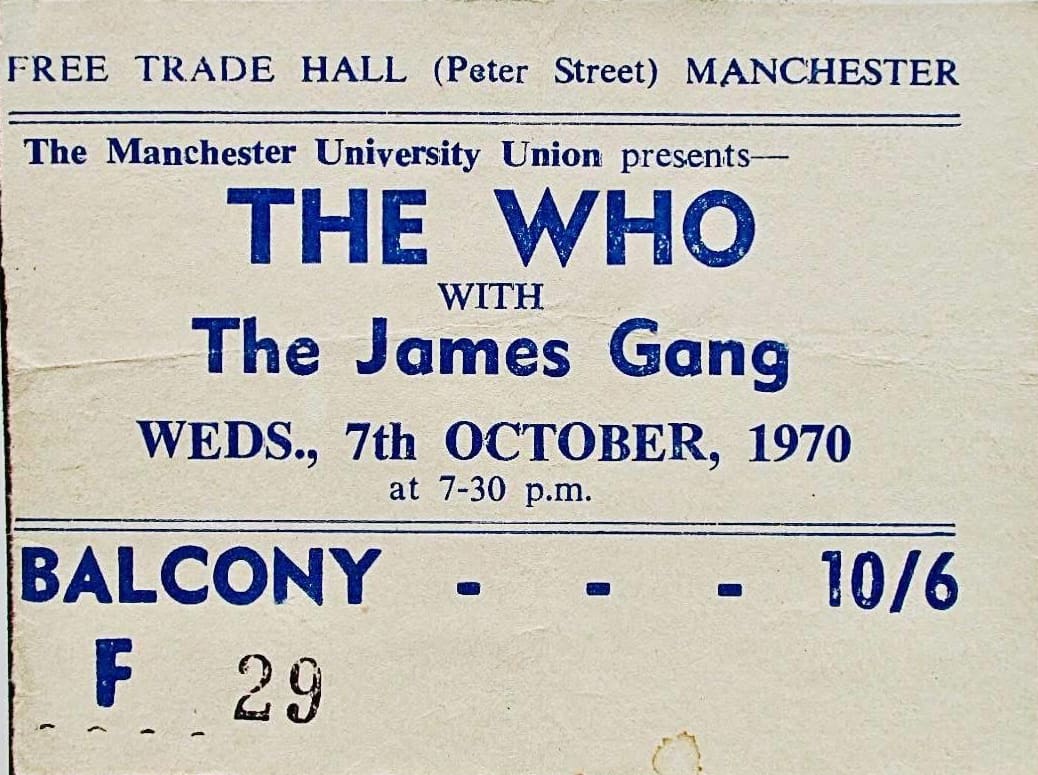 FREE TRADE HALL (Peter Street) MANCHESTER
The Manchester University Union presents—
THE WHO
WITH
The James Gang
WEDS., 7th OCTOBER, 1970
at 7-30 p.m.
BALCONY - - - 10/6
F 29